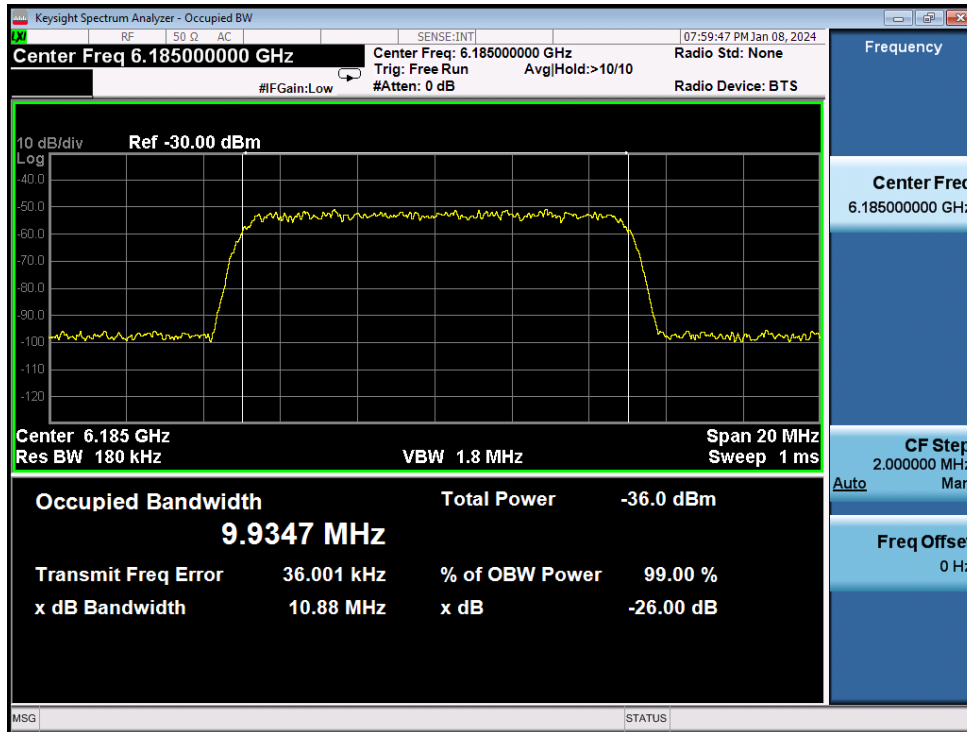 Keysight Spectrum Analyzer - Occupied BW
LXI RF 50 Ω AC SENSE:INT 07:59:47 PM Jan 08, 2024
Center Freq 6.185000000 GHz
Center Freq: 6.185000000 GHz
Radio Std: None
Trig: Free Run Avg|Hold:>10/10
#IFGain:Low
#Atten: 0 dB
Radio Device: BTS
Frequency
10 dB/div Ref -30.00 dBm
Log
-40.0
-50.0
-60.0
-70.0
-80.0
-90.0
-100
-110
-120
Center 6.185 GHz Span 20 MHz
Res BW 180 kHz VBW 1.8 MHz Sweep 1 ms
Occupied Bandwidth Total Power -36.0 dBm
9.9347 MHz
Transmit Freq Error 36.001 kHz % of OBW Power 99.00 %
x dB Bandwidth 10.88 MHz x dB -26.00 dB
Center Freq
6.185000000 GHz
CF Step
2.000000 MHz
Auto Man
Freq Offset
0 Hz
MSG STATUS